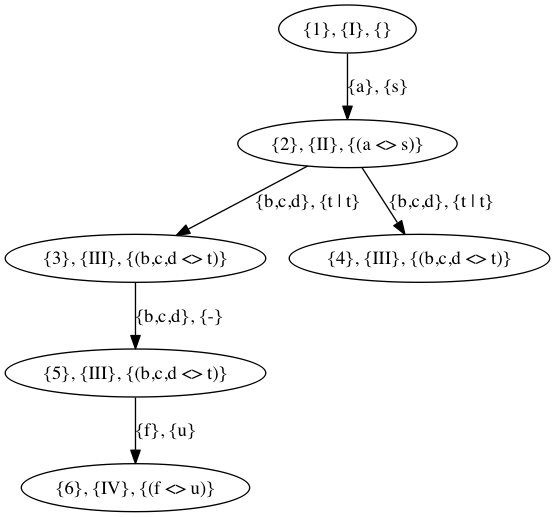 {1}, {I}, {}
{a}, {s}
{2}, {II}, {(a <> s)}
{b,c,d}, {t | t}
{b,c,d}, {t | t}
{3}, {III}, {(b,c,d <> t)}
{4}, {III}, {(b,c,d <> t)}
{b,c,d}, {-}
{5}, {III}, {(b,c,d <> t)}
{f}, {u}
{6}, {IV}, {(f <> u)}